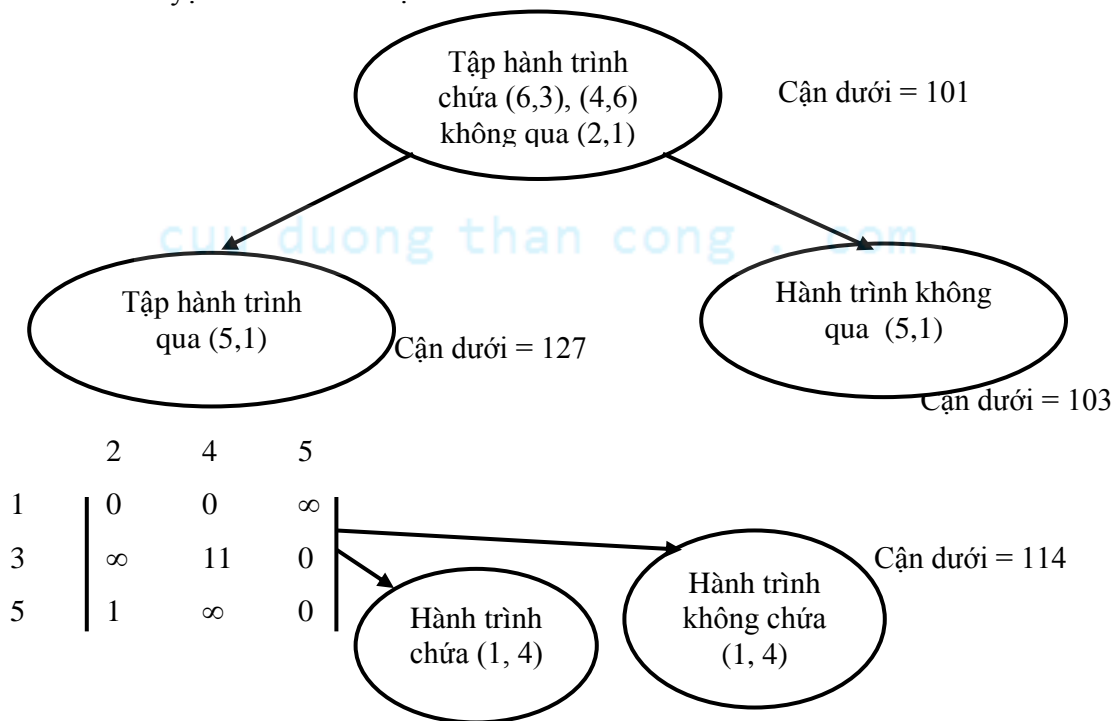 Tập hành trình
chứa (6,3), (4,6)
không qua (2,1)
Cận dưới = 101
cuu duong than cong . com
Tập hành trình
qua (5,1)
Cận dưới = 127
Hành trình không
qua (5,1)
Cận dưới = 103
2 4 5
1 0 0 ∞
3 ∞ 11 0
5 1 ∞ 0
Hành trình
chứa (1, 4)
Hành trình
không chứa
(1, 4)
Cận dưới = 114